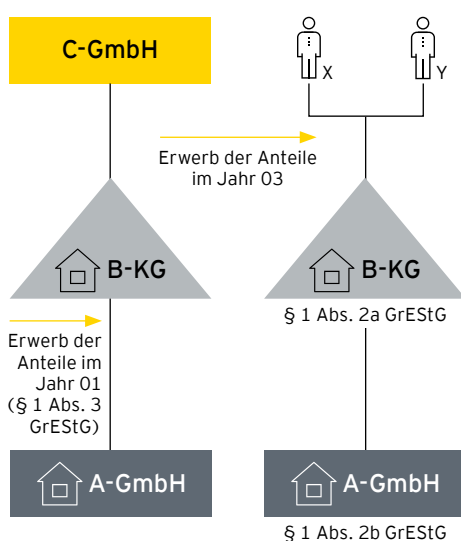 C-GmbH
X
Y
Erwerb der Anteile
im Jahr 03
B-KG
B-KG
§ 1 Abs. 2a GrEStG
Erwerb der
Anteile im
Jahr 01
(§ 1 Abs. 3
GrEStG)
A-GmbH
A-GmbH
§ 1 Abs. 2b GrEStG